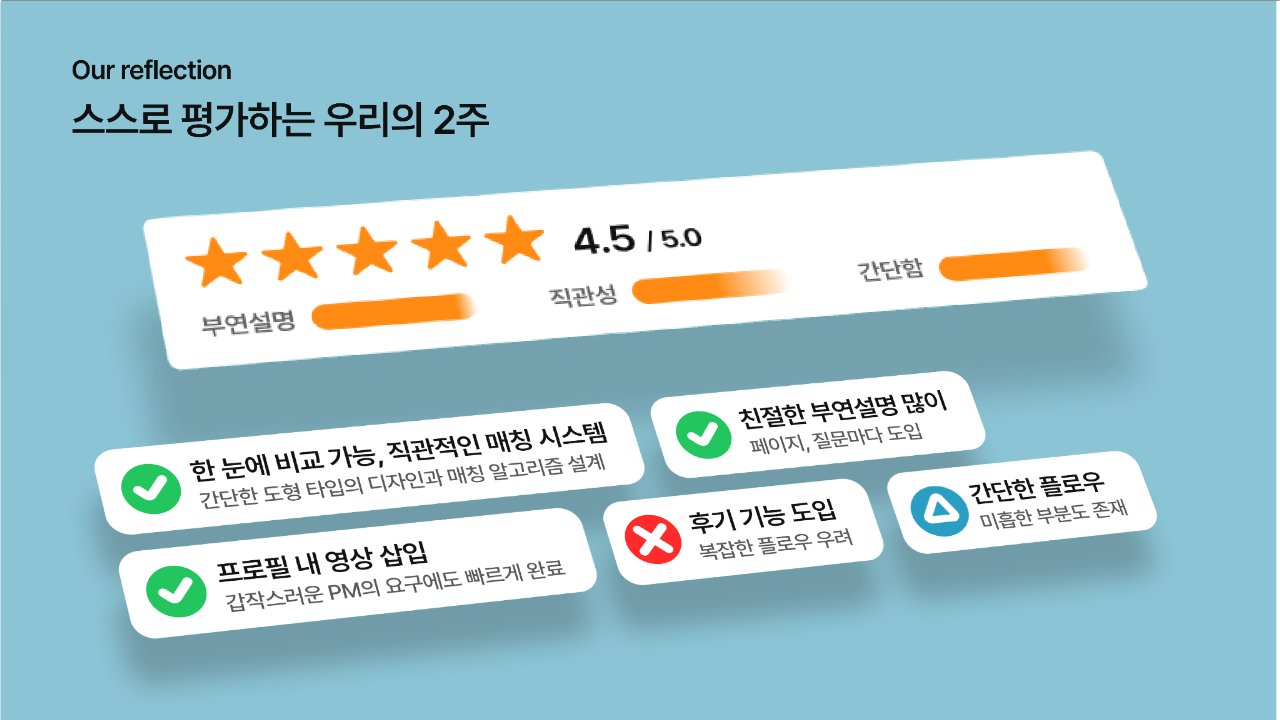 Our reflection
스스로 평가하는 우리의 2주
4.5 / 5.0
부연설명
직관성
간단함
한 눈에 비교 가능, 직관적인 매칭 시스템
간단한 도형 타입의 디자인과 매칭 알고리즘 설계
친절한 부연설명 많이
페이지, 질문마다 도입
프로필 내 영상 삽입
갑작스러운 PM의 요구에도 빠르게 완료
후기 기능 도입
복잡한 플로우 우려
간단한 플로우
미흡한 부분도 존재